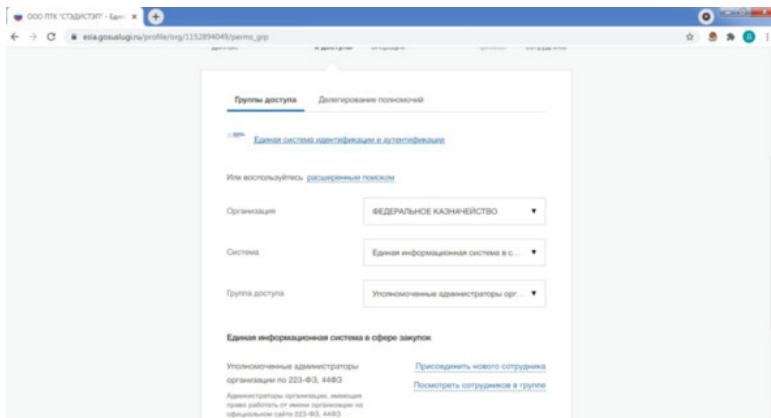 ООО ПТК "СТАДИСТЭП" - Един
esia.gosuslugi.ru/profile/org/1152894049/perms_grp
Группы доступа Делегирование полномочий
Единая система идентификации и аутентификации
Или воспользуйтесь расширенным поиском
Организация ФЕДЕРАЛЬНОЕ КАЗНАЧЕЙСТВО
Система Единая информационная система в с...
Группа доступа Уполномоченные администраторы орг...
Единая информационная система в сфере закупок
Уполномоченные администраторы Присоединить нового сотрудника
организации по 223-ФЗ, 44ФЗ Посмотреть сотрудников в группе
Администраторы организации, имеющие
право работать от имени организации на
официальном сайте 223-ФЗ, 44ФЗ